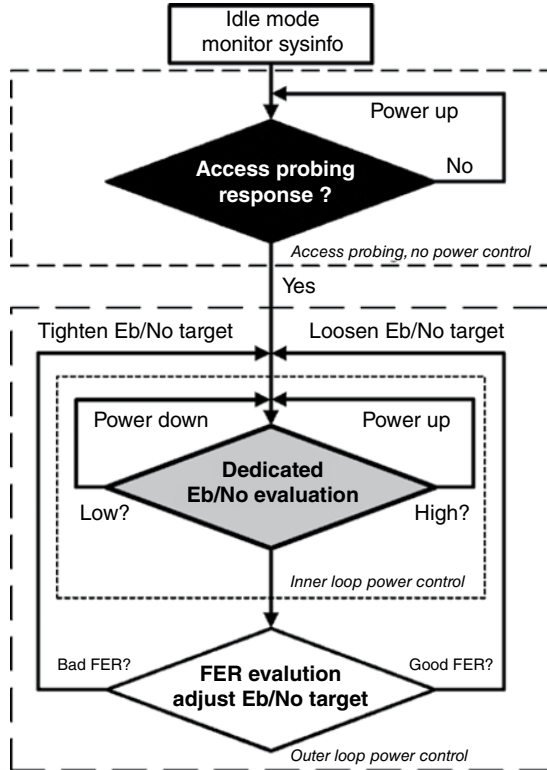 Idle mode
monitor sysinfo
Power up
Access probing
response ?
No
Access probing, no power control
Yes
Tighten Eb/No target
Loosen Eb/No target
Power down
Power up
Dedicated
Eb/No evaluation
Low?
High?
Inner loop power control
Bad FER?
Good FER?
FER evalution
adjust Eb/No target
Outer loop power control